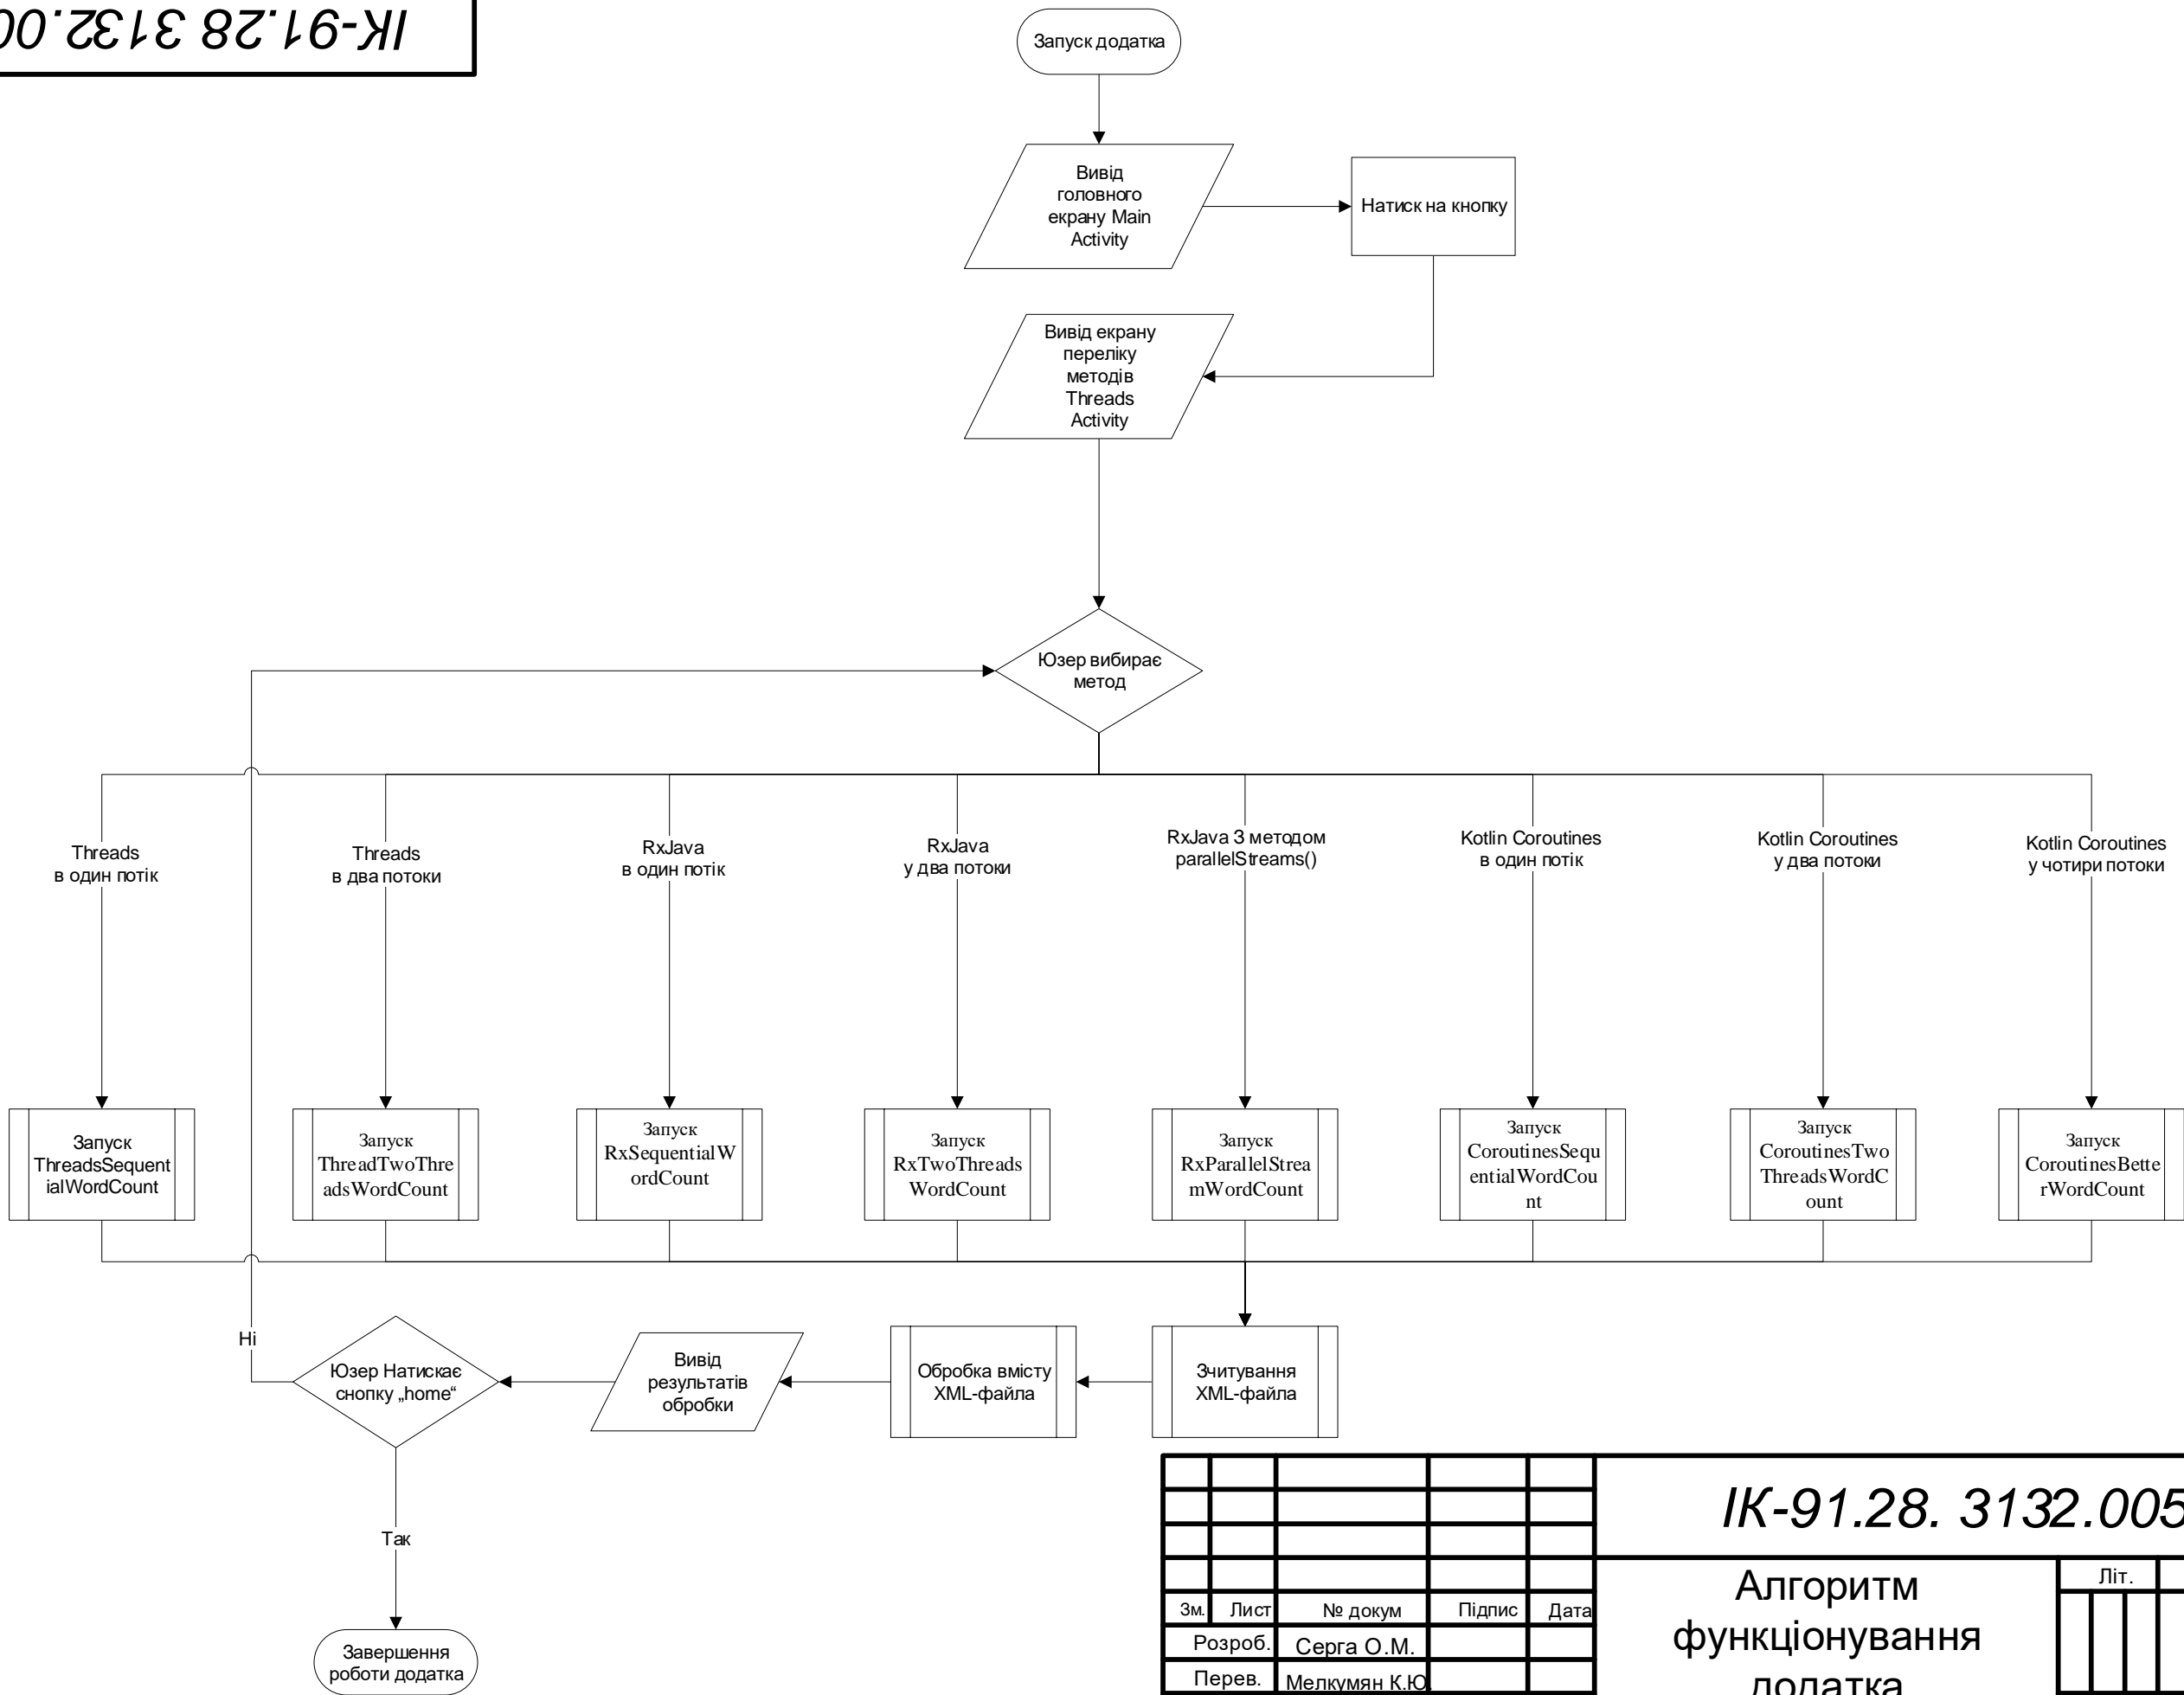 ІК-91.28 3132.00
Запуск додатка
Вивід
головного
екрану Main
Activity
Натиск на кнопку
Вивід екрану
переліку
методів
Threads
Activity
Юзер вибирає
метод
Threads
в один потік
Threads
в два потоки
RxJava
в один потік
RxJava
у два потоки
RxJava З методом
parallelStreams()
Kotlin Coroutines
в один потік
Kotlin Coroutines
у два потоки
Kotlin Coroutines
у чотири потоки
Запуск
ThreadsSequent
ialWordCount
Запуск
ThreadTwoThre
adsWordCount
Запуск
RxSequentialW
ordCount
Запуск
RxTwoThreads
WordCount
Запуск
RxParallelStrea
mWordCount
Запуск
CoroutinesSequ
entialWordCou
nt
Запуск
CoroutinesTwo
ThreadsWordC
ount
Запуск
CoroutinesBette
rWordCount
Ні
Юзер Натискає
снопку „home“
Вивід
результатів
обробки
Обробка вмісту
XML-файла
Зчитування
XML-файла
Так
Завершення
роботи додатка
ІК-91.28. 3132.005
Алгоритм
функціонування
додатка
Літ.
Зм. Лист № докум Підпис Дата
Розроб. Серга О.М.
Перев. Мелкумян К.Ю.